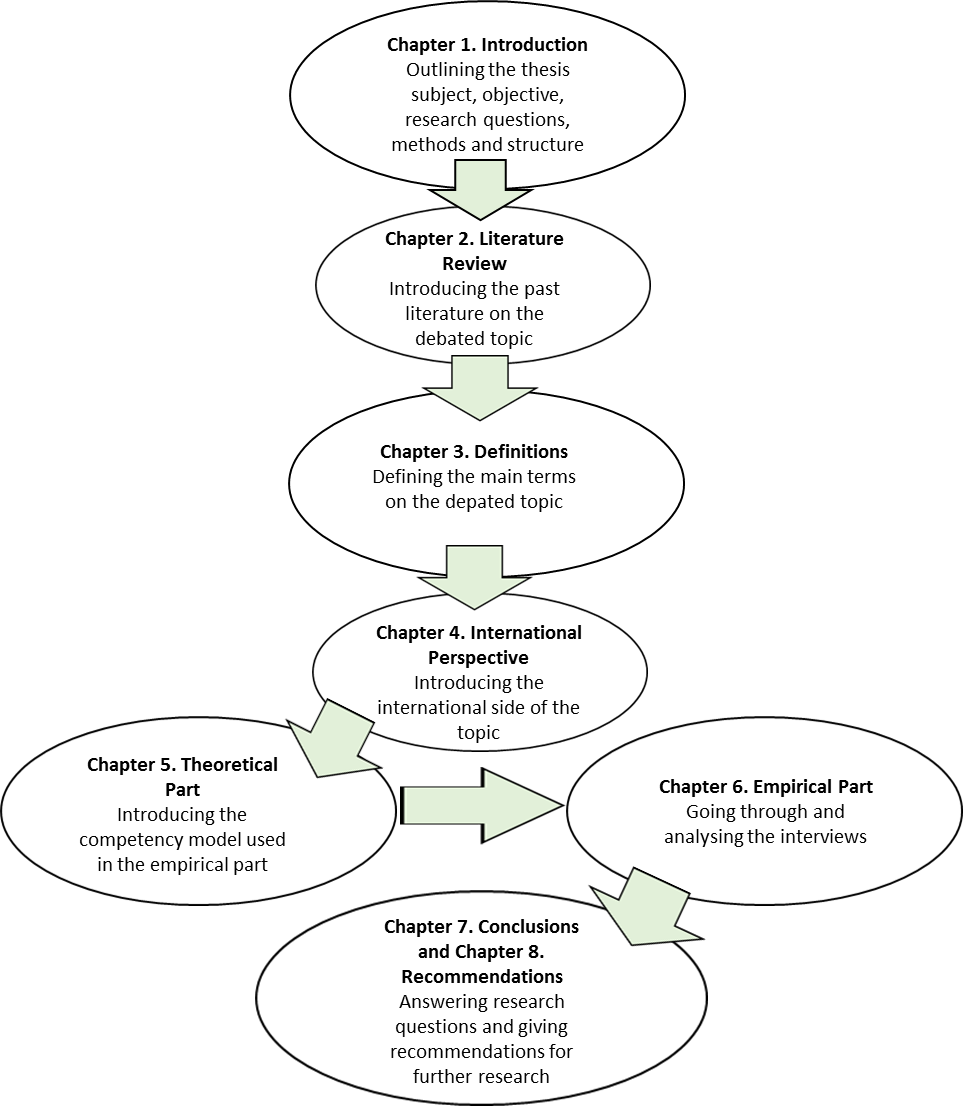 Chapter 1. Introduction
Outlining the thesis
subject, objective,
research questions,
methods and structure
Chapter 2. Literature
Review
Introducing the past
literature on the
debated topic
Chapter 3. Definitions
Defining the main terms
on the depated topic
Chapter 4. International
Perspective
Introducing the
international side of the
topic
Chapter 5. Theoretical
Part
Introducing the
competency model used
in the empirical part
Chapter 6. Empirical Part
Going through and
analysing the interviews
Chapter 7. Conclusions
and Chapter 8.
Recommendations
Answering research
questions and giving
recommendations for
further research